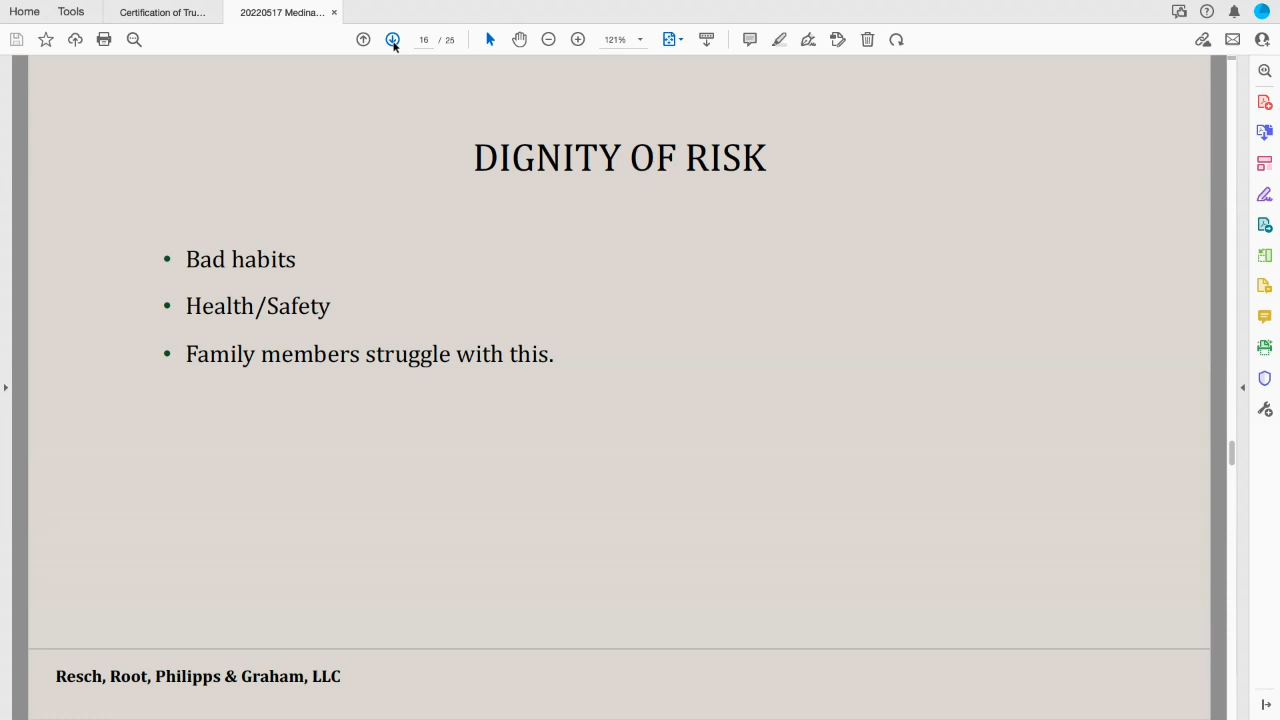 Home
Tools
Certification of Tru...
20220517 Medina... ×
16 / 25
121%
DIGNITY OF RISK
• Bad habits
• Health/Safety
• Family members struggle with this.
Resch, Root, Philipps & Graham, LLC